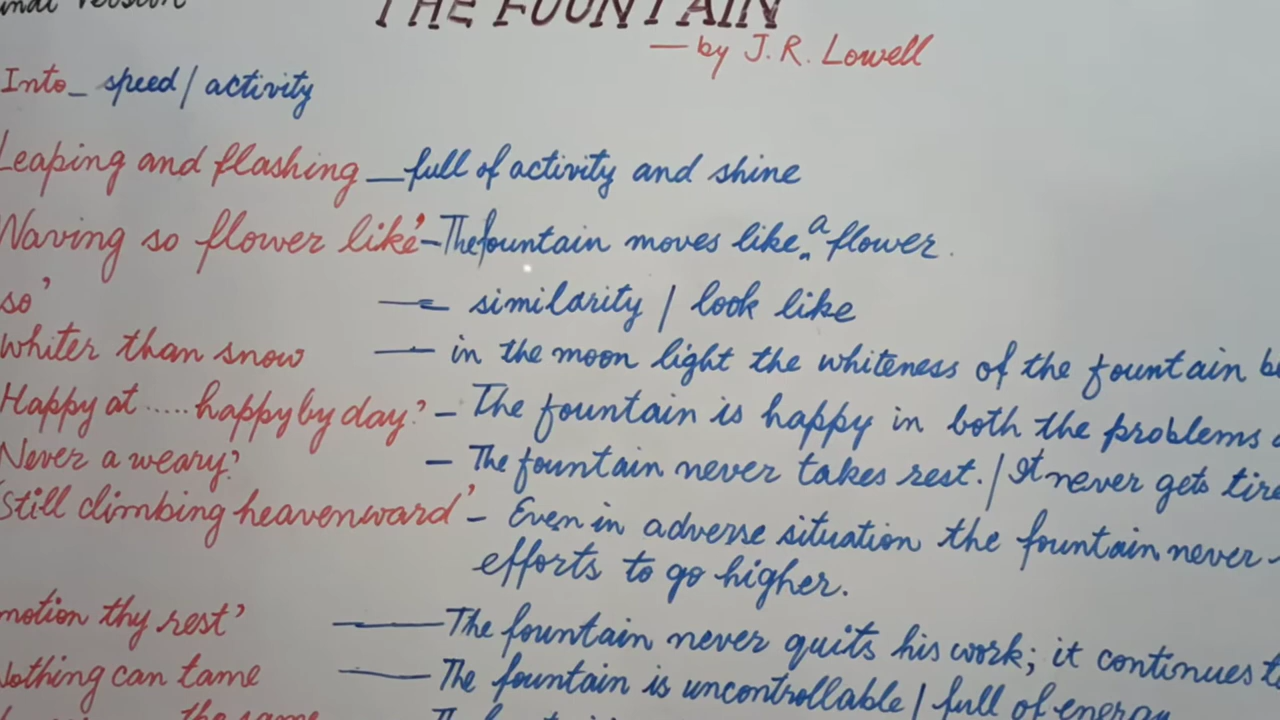 THE FOUNTAIN
— by J. R. Lowell
Into_ speed / activity
Leaping and flashing — full of activity and shine
Waving so flower like' - The fountain moves like a flower.
so' — similarity / look like
whiter than snow — in the moon light the whiteness of the fountain
Happy at ..... happy by day' - The fountain is happy in both the problems
Never a weary' - The fountain never takes rest. / It never gets
'Still climbing heavenward' - Even in adverse situation the fountain never
efforts to go higher.
motion thy rest' — The fountain never quits his work; it continues
Nothing can tame — The fountain is uncontrollable / full of energy
the same